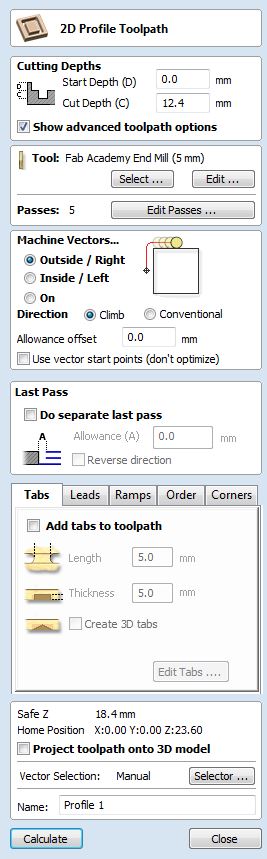 2D Profile Toolpath
Cutting Depths
D
C
Start Depth (D) 0.0 mm
Cut Depth (C) 12.4 mm
Show advanced toolpath options
Tool: Fab Academy End Mill (5 mm)
Select ... Edit ...
Passes: 5 Edit Passes ...
Machine Vectors...
Outside / Right
Inside / Left
On
Direction Climb Conventional
Allowance offset 0.0 mm
Use vector start points (don't optimize)
Last Pass
Do separate last pass
A
Allowance (A) 0.0 mm
Reverse direction
Tabs Leads Ramps Order Corners
Add tabs to toolpath
Length 5.0 mm
Thickness 5.0 mm
Create 3D tabs
Edit Tabs ....
Safe Z 18.4 mm
Home Position X:0.00 Y:0.00 Z:23.60
Project toolpath onto 3D model
Vector Selection: Manual Selector ...
Name: Profile 1
Calculate Close